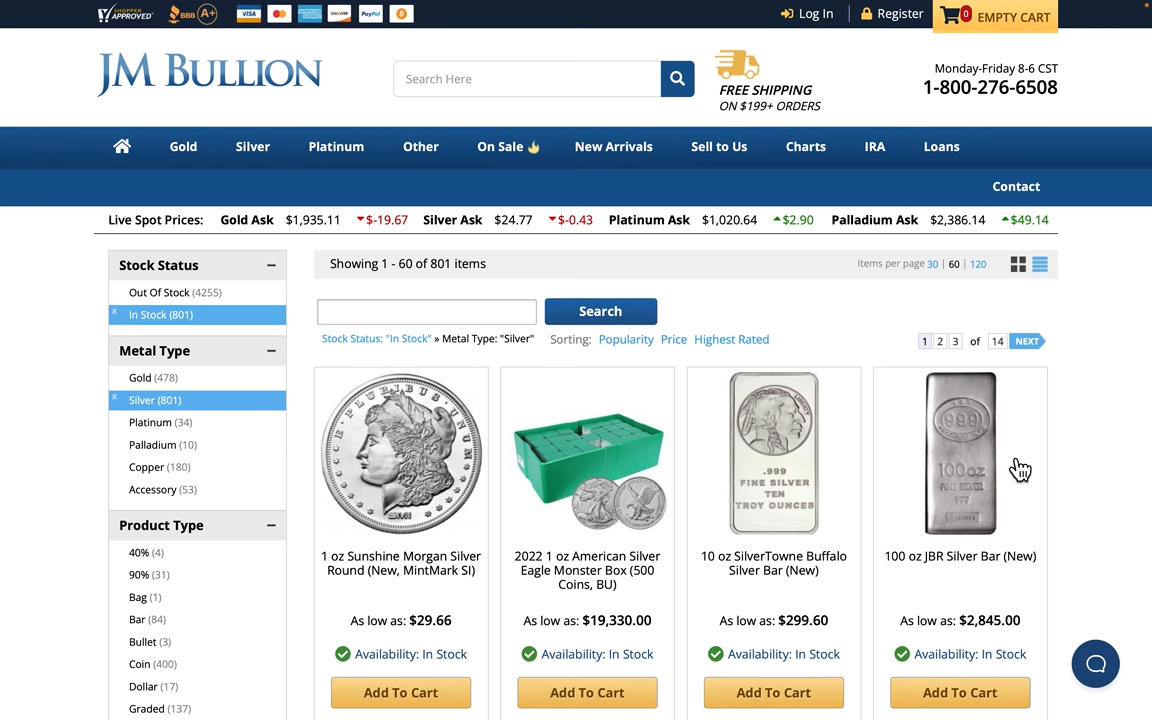 SHOPPER APPROVED
BBB A+
VISA
DISCOVER
PayPal
Log In
Register
0 EMPTY CART
JM BULLION
Search Here
FREE SHIPPING
ON $199+ ORDERS
Monday-Friday 8-6 CST
1-800-276-6508
Gold
Silver
Platinum
Other
On Sale
New Arrivals
Sell to Us
Charts
IRA
Loans
Contact
Live Spot Prices: Gold Ask $1,935.11 $-19.67 Silver Ask $24.77 $-0.43 Platinum Ask $1,020.64 $2.90 Palladium Ask $2,386.14 $49.14
Stock Status
Out Of Stock (4255)
x In Stock (801)
Metal Type
Gold (478)
x Silver (801)
Platinum (34)
Palladium (10)
Copper (180)
Accessory (53)
Product Type
40% (4)
90% (31)
Bag (1)
Bar (84)
Bullet (3)
Coin (400)
Dollar (17)
Graded (137)
Showing 1 - 60 of 801 items
Items per page 30 | 60 | 120
Search
Stock Status: "In Stock" » Metal Type: "Silver"
Sorting: Popularity Price Highest Rated
1 2 3 of 14 NEXT
E PLURIBUS UNUM
1 oz Sunshine Morgan Silver
Round (New, MintMark SI)
As low as: $29.66
Availability: In Stock
Add To Cart
2022 1 oz American Silver
Eagle Monster Box (500
Coins, BU)
As low as: $19,330.00
Availability: In Stock
Add To Cart
.999
FINE SILVER
TEN
TROY OUNCES
10 oz SilverTowne Buffalo
Silver Bar (New)
As low as: $299.60
Availability: In Stock
Add To Cart
999
100 oz
FINE SILVER
999
100 oz JBR Silver Bar (New)
As low as: $2,845.00
Availability: In Stock
Add To Cart